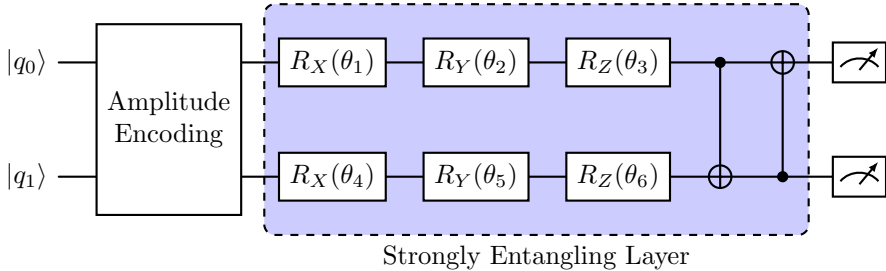 |q₀⟩ R_X(θ₁) R_Y(θ₂) R_Z(θ₃)
Amplitude
Encoding
|q₁⟩ R_X(θ₄) R_Y(θ₅) R_Z(θ₆)
Strongly Entangling Layer